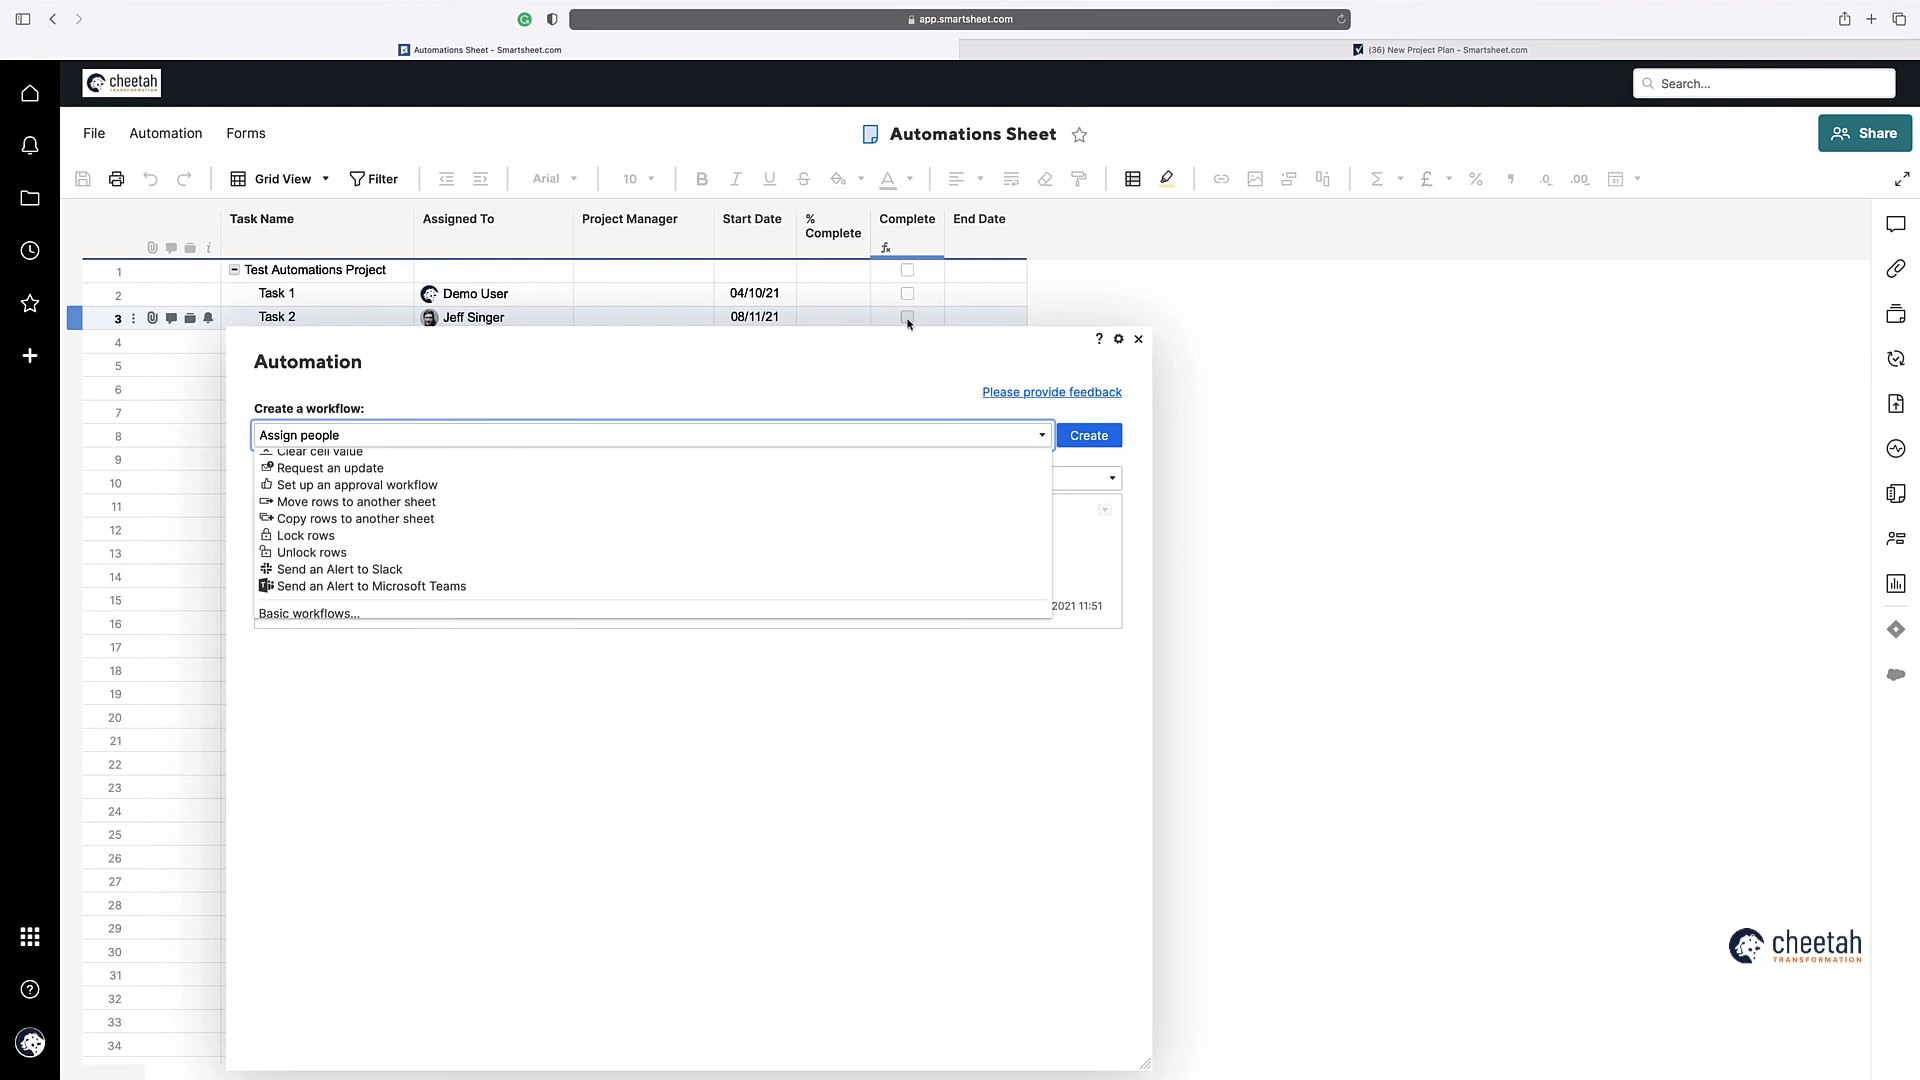 app.smartsheet.com
Automations Sheet - Smartsheet.com
(36) New Project Plan - Smartsheet.com
cheetah
TRANSFORMATION
Search...
File Automation Forms
Automations Sheet
Share
Grid View Filter Arial 10
Task Name Assigned To Project Manager Start Date % Complete Complete End Date
fx
1 Test Automations Project
2 Task 1 Demo User 04/10/21
3 Task 2 Jeff Singer 08/11/21
4
5
6
7
8
9
10
11
12
13
14
15
16
17
18
19
20
21
22
23
24
25
26
27
28
29
30
31
32
33
34
Automation
Please provide feedback
Create a workflow:
Assign people
Create
Clear cell value
Request an update
Set up an approval workflow
Move rows to another sheet
Copy rows to another sheet
Lock rows
Unlock rows
Send an Alert to Slack
Send an Alert to Microsoft Teams
Basic workflows...
2021 11:51
cheetah
TRANSFORMATION